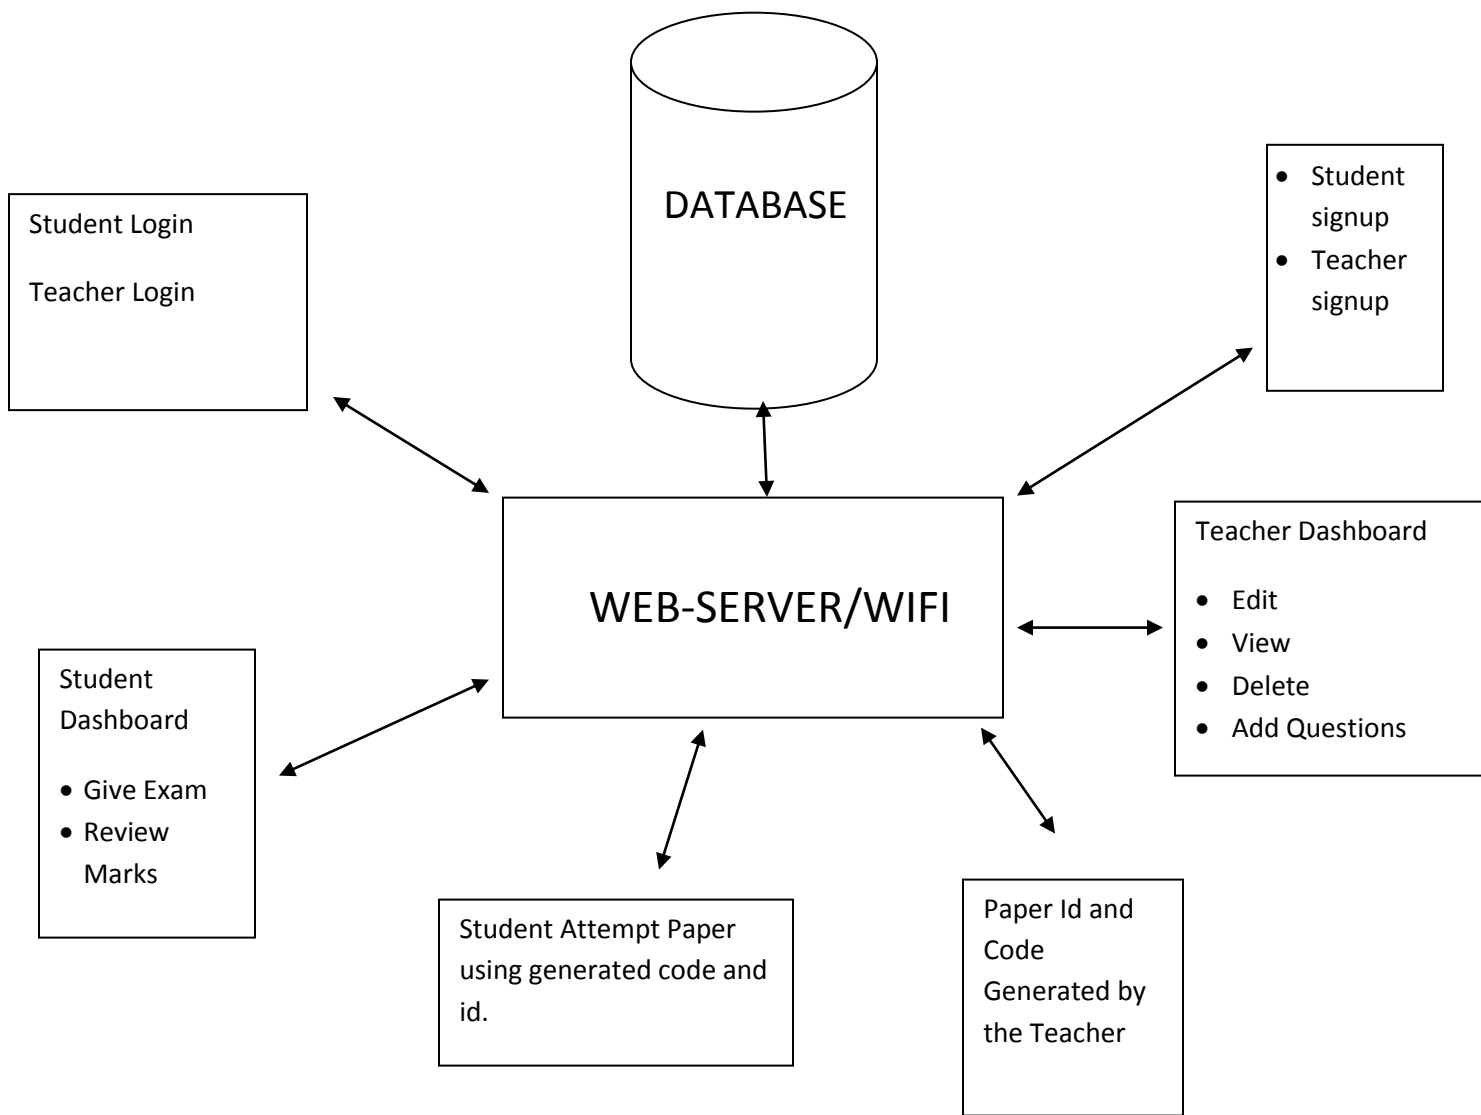 DATABASE
Student Login
Teacher Login
• Student
signup
• Teacher
signup
WEB-SERVER/WIFI
Teacher Dashboard
• Edit
• View
• Delete
• Add Questions
Student
Dashboard
• Give Exam
• Review
Marks
Student Attempt Paper
using generated code and
id.
Paper Id and
Code
Generated by
the Teacher